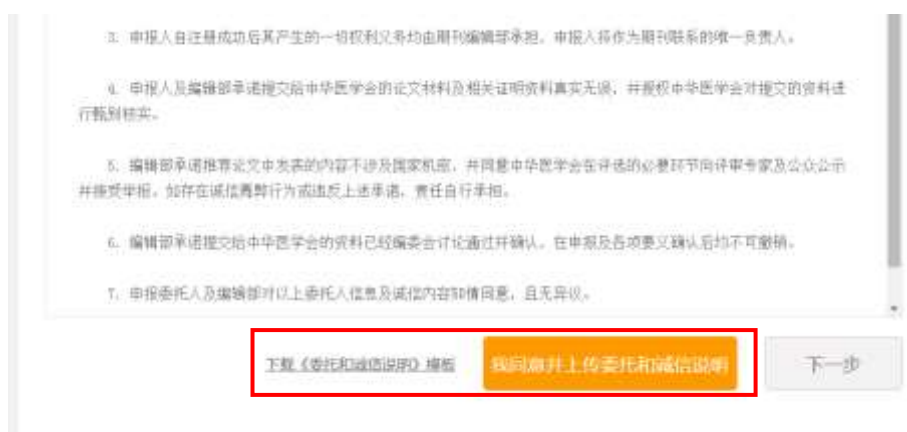 3. 申报人自注册成功后其产生的一切权利义务均由期刊编辑部承担，申报人将作为期刊联系的唯一负责人。
4. 申报人及编辑部承诺提交给中华医学会的论文材料及相关证明资料真实无误，并授权中华医学会对提交的资料进
行甄别核实。
5. 编辑部承诺推荐论文中发表的内容不涉及国家机密，并同意中华医学会在评选的必要环节向评审专家及公众公示
并接受举报，如存在诚信舞弊行为或违反上述承诺，责任自行承担。
6. 编辑部承诺提交给中华医学会的资料已经编委会讨论通过并确认，在申报及各项要义确认后均不可撤销。
7. 申报委托人及编辑部对以上委托人信息及诚信内容知情同意，且无异议。
下载《委托和诚信说明》模板 我同意并上传委托和诚信说明 下一步